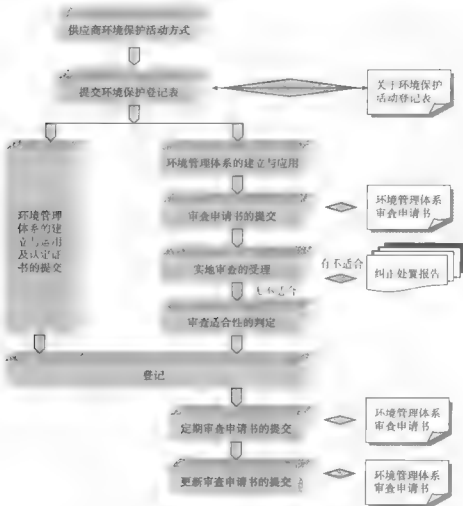 供应商环境保护活动方式
提交环境保护登记表
关于环境保护
活动登记表
环境管理
体系的建
立与运用
及认定证
书的提交
环境管理体系的建立与应用
审查申请书的提交
环境管理体系
审查申请书
实地审查的受理
有不适合
纠正处置报告
无不适合
审查适合性的判定
登记
定期审查申请书的提交
环境管理体系
审查申请书
更新审查申请书的提交
环境管理体系
审查申请书